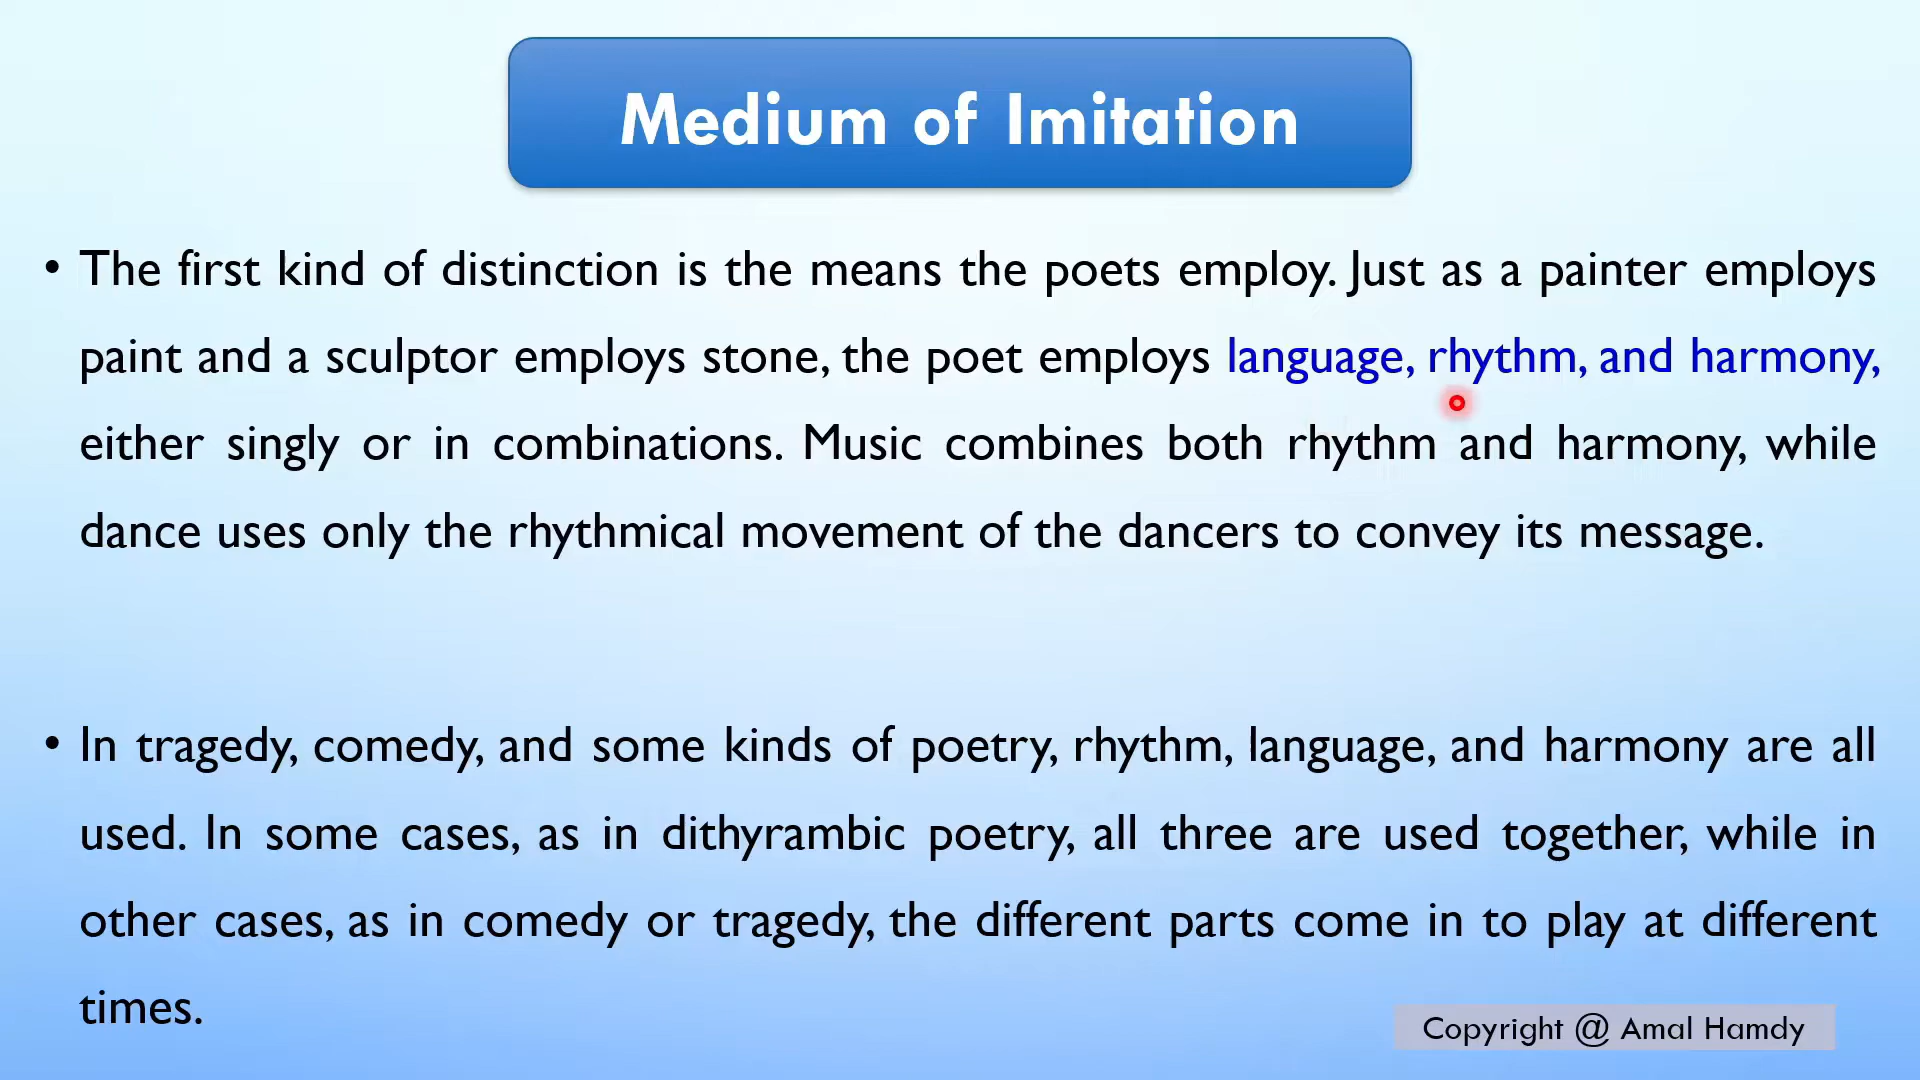 Medium of Imitation
• The first kind of distinction is the means the poets employ. Just as a painter employs
paint and a sculptor employs stone, the poet employs language, rhythm, and harmony,
either singly or in combinations. Music combines both rhythm and harmony, while
dance uses only the rhythmical movement of the dancers to convey its message.
• In tragedy, comedy, and some kinds of poetry, rhythm, language, and harmony are all
used. In some cases, as in dithyrambic poetry, all three are used together, while in
other cases, as in comedy or tragedy, the different parts come in to play at different
times.
Copyright @ Amal Hamdy